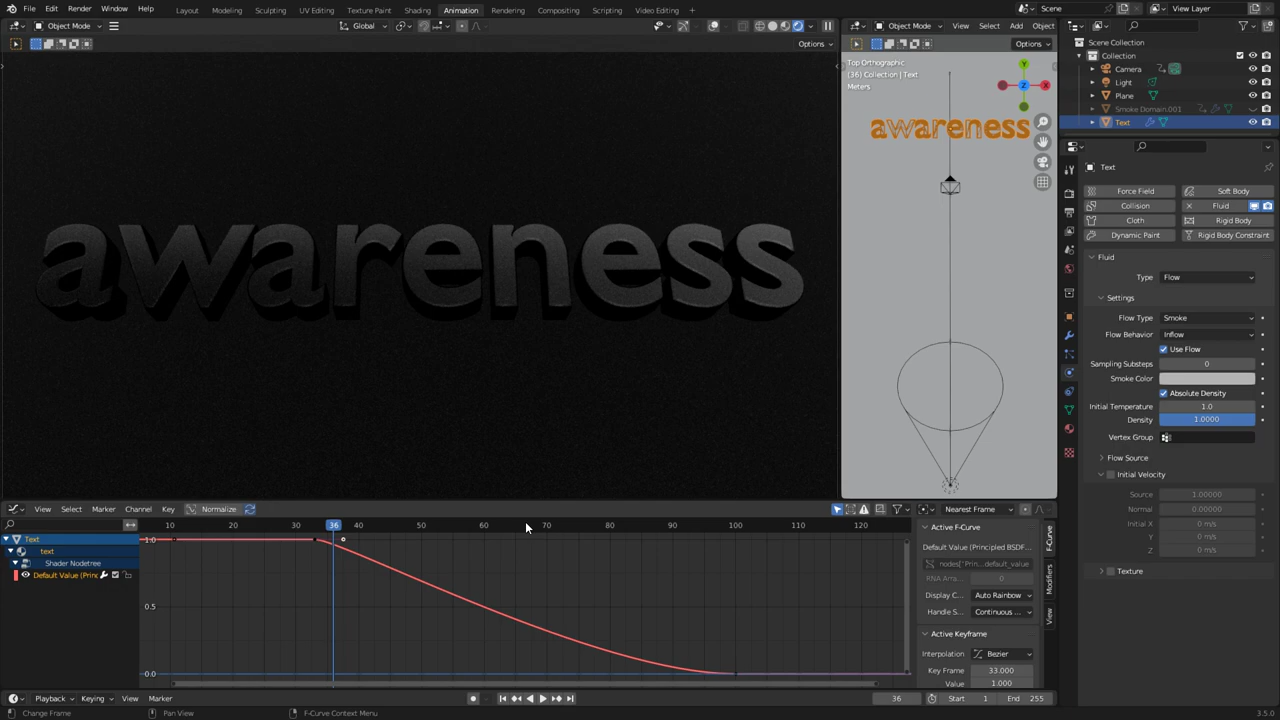 File Edit Render Window Help Layout Modeling Sculpting UV Editing Texture Paint Shading Animation Rendering Compositing Scripting Video Editing + Scene View Layer
Object Mode Global Object Mode View Select Add Object
Options Options
Scene Collection
Collection
Camera
Light
Plane
Smoke Domain.001
Text
Top Orthographic
(36) Collection | Text
Meters
Y
Z
X
awareness
awareness
Text
Force Field Soft Body
Collision Fluid
Cloth Rigid Body
Dynamic Paint Rigid Body Constraint
Fluid
Type Flow
Settings
Flow Type Smoke
Flow Behavior Inflow
Use Flow
Sampling Substeps 0
Smoke Color
Absolute Density
Initial Temperature 1.0
Density 1.0000
Vertex Group
Flow Source
Initial Velocity
Source 1.00000
Normal 0.00000
Initial X 0 m/s
Y 0 m/s
Z 0 m/s
Texture
View Select Marker Channel Key Normalize Nearest Frame
10 20 30 36 40 50 60 70 80 90 100 110 120
Text
text
Shader Nodetree
Default Value (Princ
1.0
0.5
0.0
Active F-Curve
Default Value (Principled BSDF...
nodes["Prin...default_value
RNA Arra... 0
Display C... Auto Rainbow
Handle S... Continuous ...
Active Keyframe
Interpolation Bezier
Key Frame 33.000
Value 1.000
F-Curve
Modifiers
View
Playback Keying View Marker 36 Start 1 End 255
Change Frame Pan View F-Curve Context Menu 3.5.0